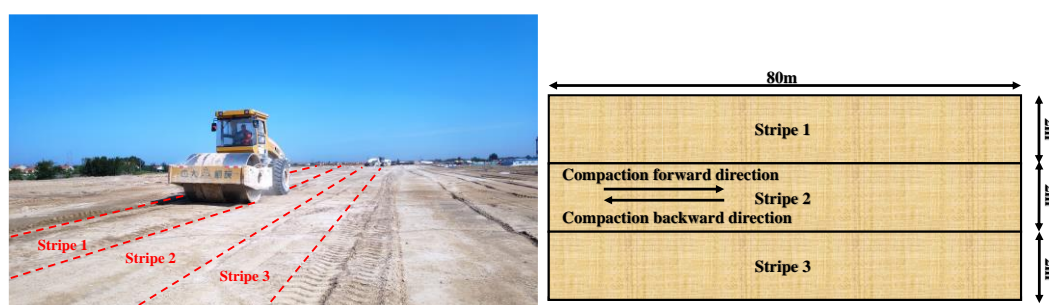 Stripe 1
Stripe 2
Stripe 3
80m
Stripe 1
Compaction forward direction
Stripe 2
Compaction backward direction
Stripe 3